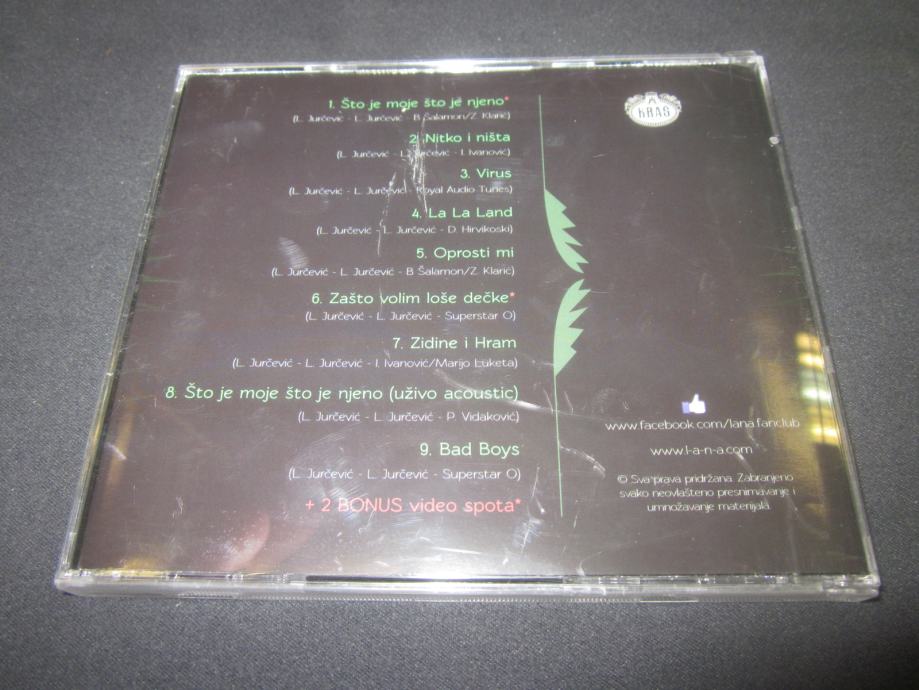 1. Što je moje što je njeno*
(L. Jurčević - L. Jurčević - B Šalamon/Z. Klarić)
2. Nitko i ništa
(L. Jurčević - L. Jurčević - I. Ivanović)
3. Virus
(L. Jurčević - L. Jurčević - Royal Audio Tunes)
4. La La Land
(L. Jurčević - L. Jurčević - D. Hirvikoski)
5. Oprosti mi
(L. Jurčević - L. Jurčević - B Šalamon/Z. Klarić)
6. Zašto volim loše dečke*
(L. Jurčević - L. Jurčević - Superstar O)
7. Zidine i Hram
(L. Jurčević - L. Jurčević - I. Ivanović/Marijo Luketa)
8. Što je moje što je njeno (uživo acoustic)
(L. Jurčević - L. Jurčević - P. Vidaković)
9. Bad Boys
(L. Jurčević - L. Jurčević - Superstar O)
+ 2 BONUS video spota*
KRAŠ
www.facebook.com/lana.fanclub
www.l-a-n-a.com
© Sva prava pridržana. Zabranjeno
svako neovlašteno presnimavanje i
umnožavanje materijala.